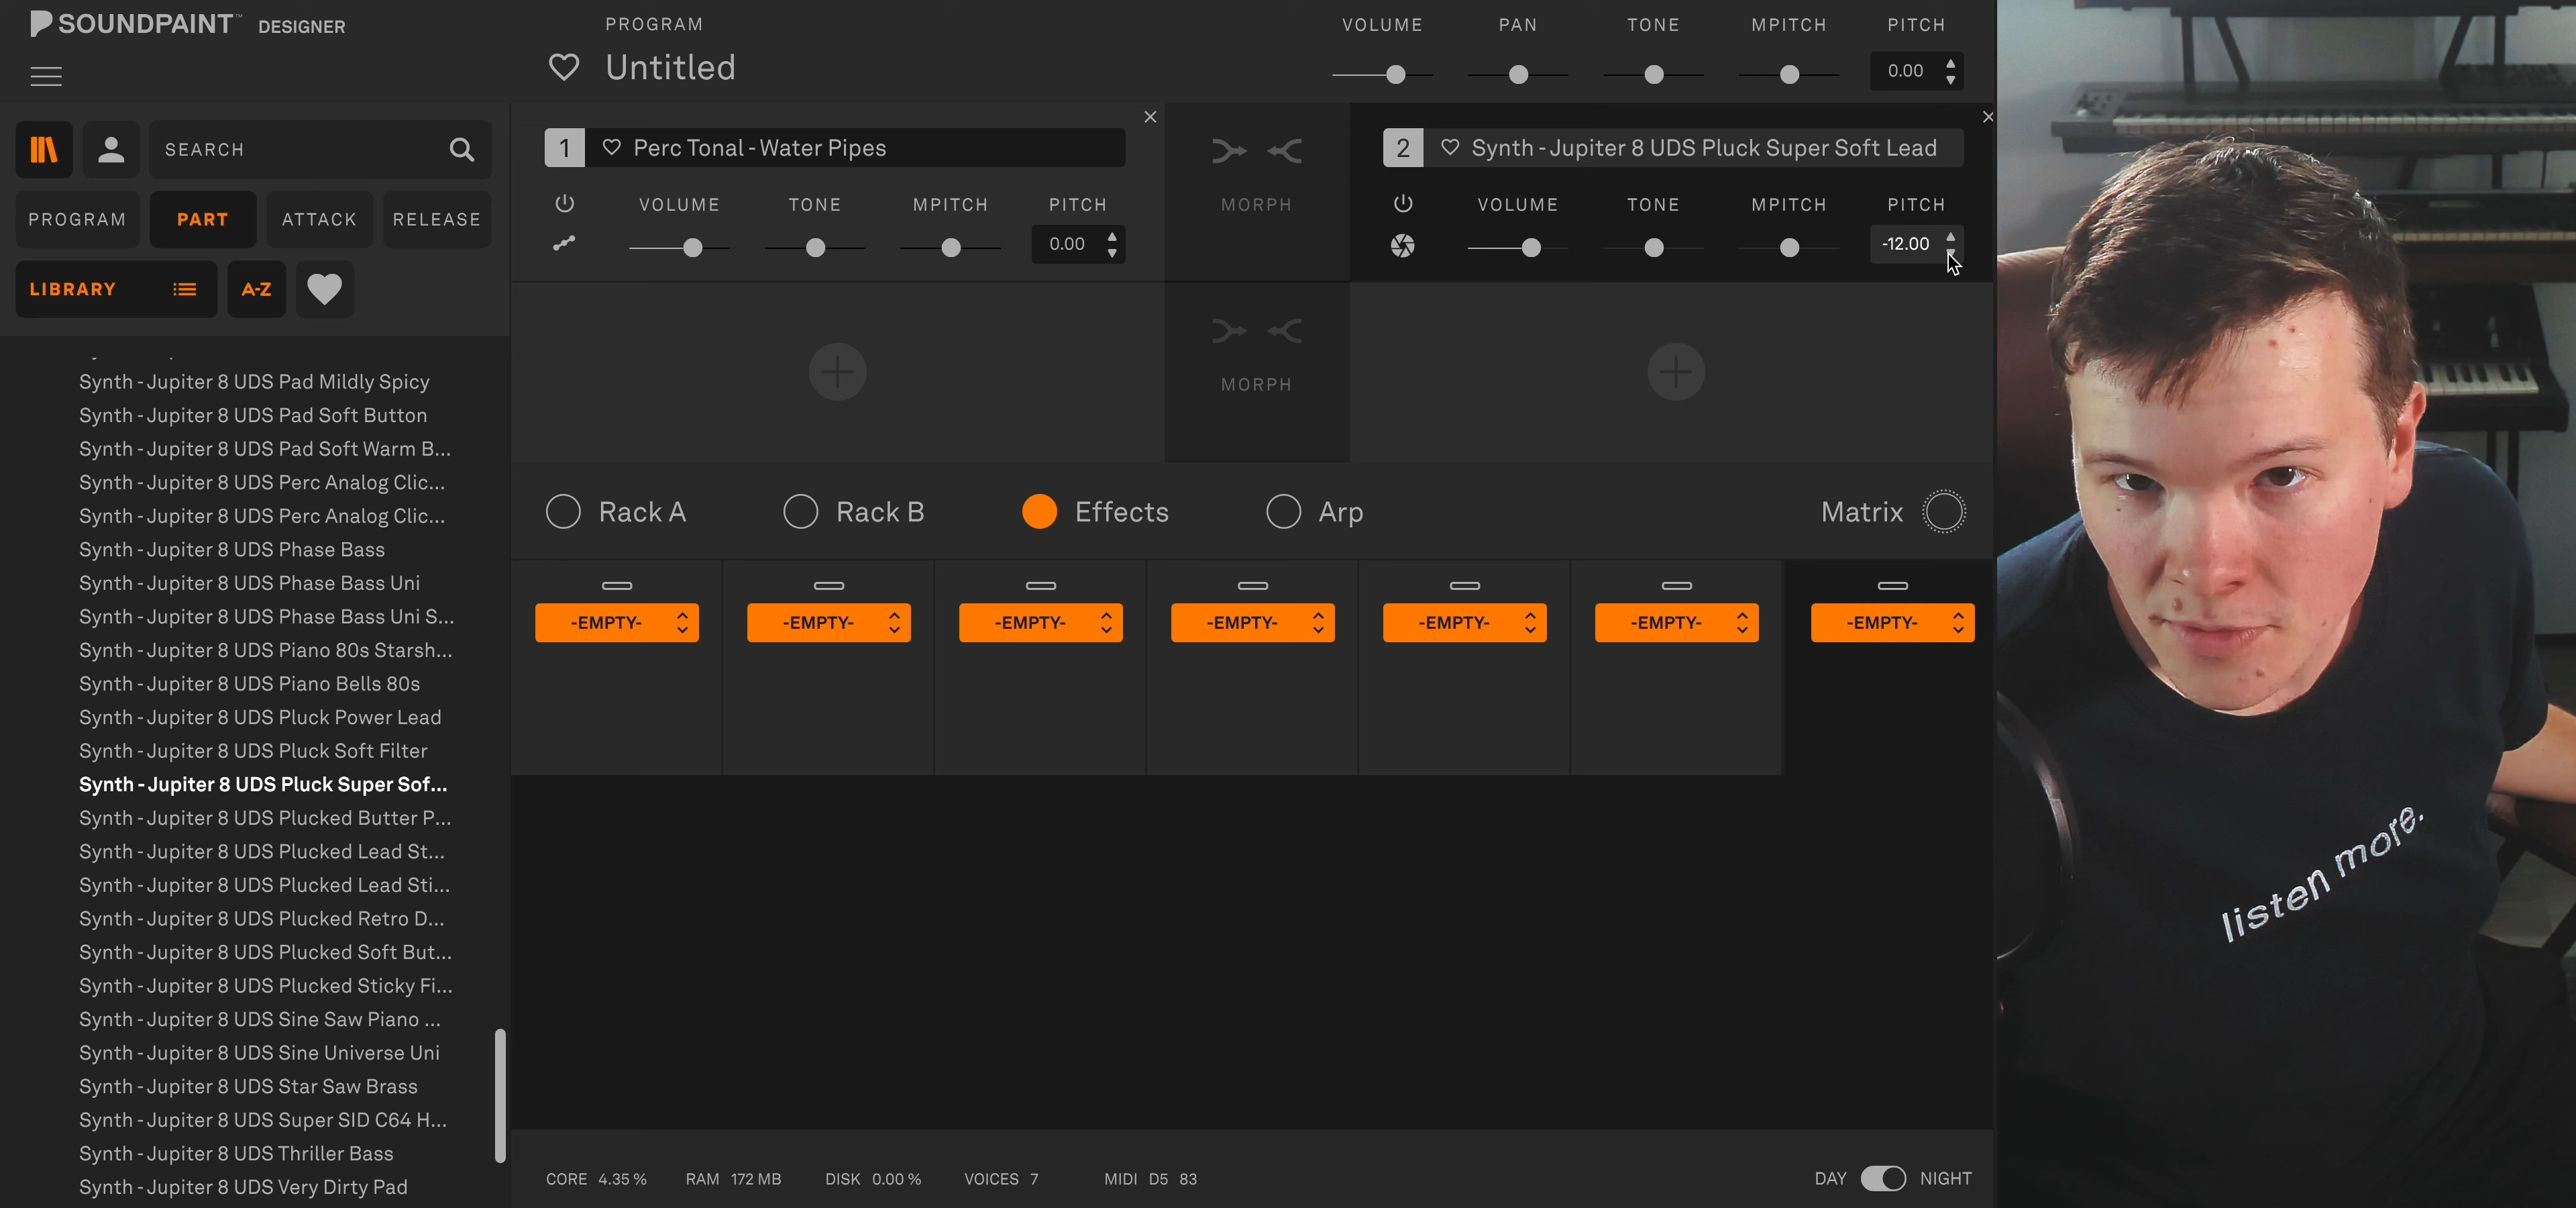 SOUNDPAINT™ DESIGNER
PROGRAM
Untitled
VOLUME PAN TONE MPITCH PITCH
0.00
SEARCH
PROGRAM PART ATTACK RELEASE
LIBRARY A-Z
1 Perc Tonal - Water Pipes
VOLUME TONE MPITCH PITCH
0.00
MORPH
2 Synth - Jupiter 8 UDS Pluck Super Soft Lead
VOLUME TONE MPITCH PITCH
-12.00
MORPH
Synth - Jupiter 8 UDS Pad Mildly Spicy
Synth - Jupiter 8 UDS Pad Soft Button
Synth - Jupiter 8 UDS Pad Soft Warm B...
Synth - Jupiter 8 UDS Perc Analog Clic...
Synth - Jupiter 8 UDS Perc Analog Clic...
Synth - Jupiter 8 UDS Phase Bass
Synth - Jupiter 8 UDS Phase Bass Uni
Synth - Jupiter 8 UDS Phase Bass Uni S...
Synth - Jupiter 8 UDS Piano 80s Starsh...
Synth - Jupiter 8 UDS Piano Bells 80s
Synth - Jupiter 8 UDS Pluck Power Lead
Synth - Jupiter 8 UDS Pluck Soft Filter
Synth - Jupiter 8 UDS Pluck Super Sof...
Synth - Jupiter 8 UDS Plucked Butter P...
Synth - Jupiter 8 UDS Plucked Lead St...
Synth - Jupiter 8 UDS Plucked Lead Sti...
Synth - Jupiter 8 UDS Plucked Retro D...
Synth - Jupiter 8 UDS Plucked Soft But...
Synth - Jupiter 8 UDS Plucked Sticky Fi...
Synth - Jupiter 8 UDS Sine Saw Piano ...
Synth - Jupiter 8 UDS Sine Universe Uni
Synth - Jupiter 8 UDS Star Saw Brass
Synth - Jupiter 8 UDS Super SID C64 H...
Synth - Jupiter 8 UDS Thriller Bass
Synth - Jupiter 8 UDS Very Dirty Pad
Rack A Rack B Effects Arp Matrix
-EMPTY- -EMPTY- -EMPTY- -EMPTY- -EMPTY- -EMPTY- -EMPTY-
CORE 4.35 % RAM 172 MB DISK 0.00 % VOICES 7 MIDI D5 83
DAY NIGHT
listen more.